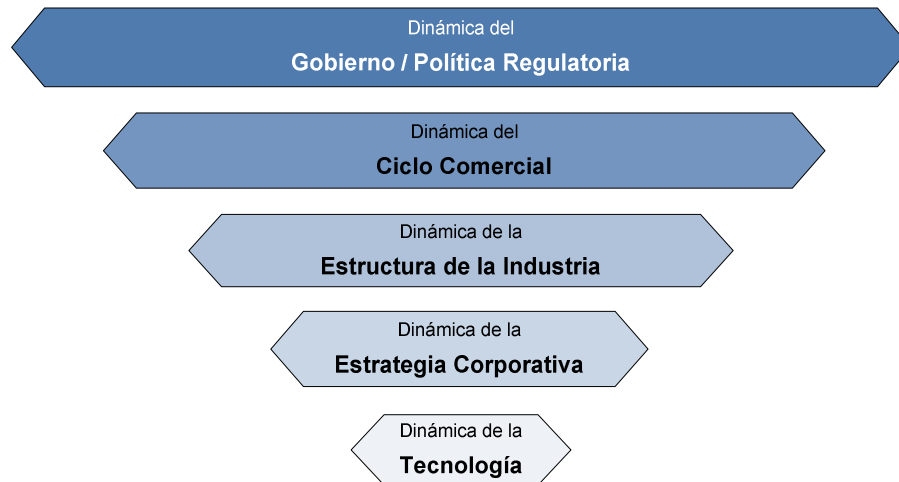 Dinámica del
Gobierno / Política Regulatoria
Dinámica del
Ciclo Comercial
Dinámica de la
Estructura de la Industria
Dinámica de la
Estrategia Corporativa
Dinámica de la
Tecnología